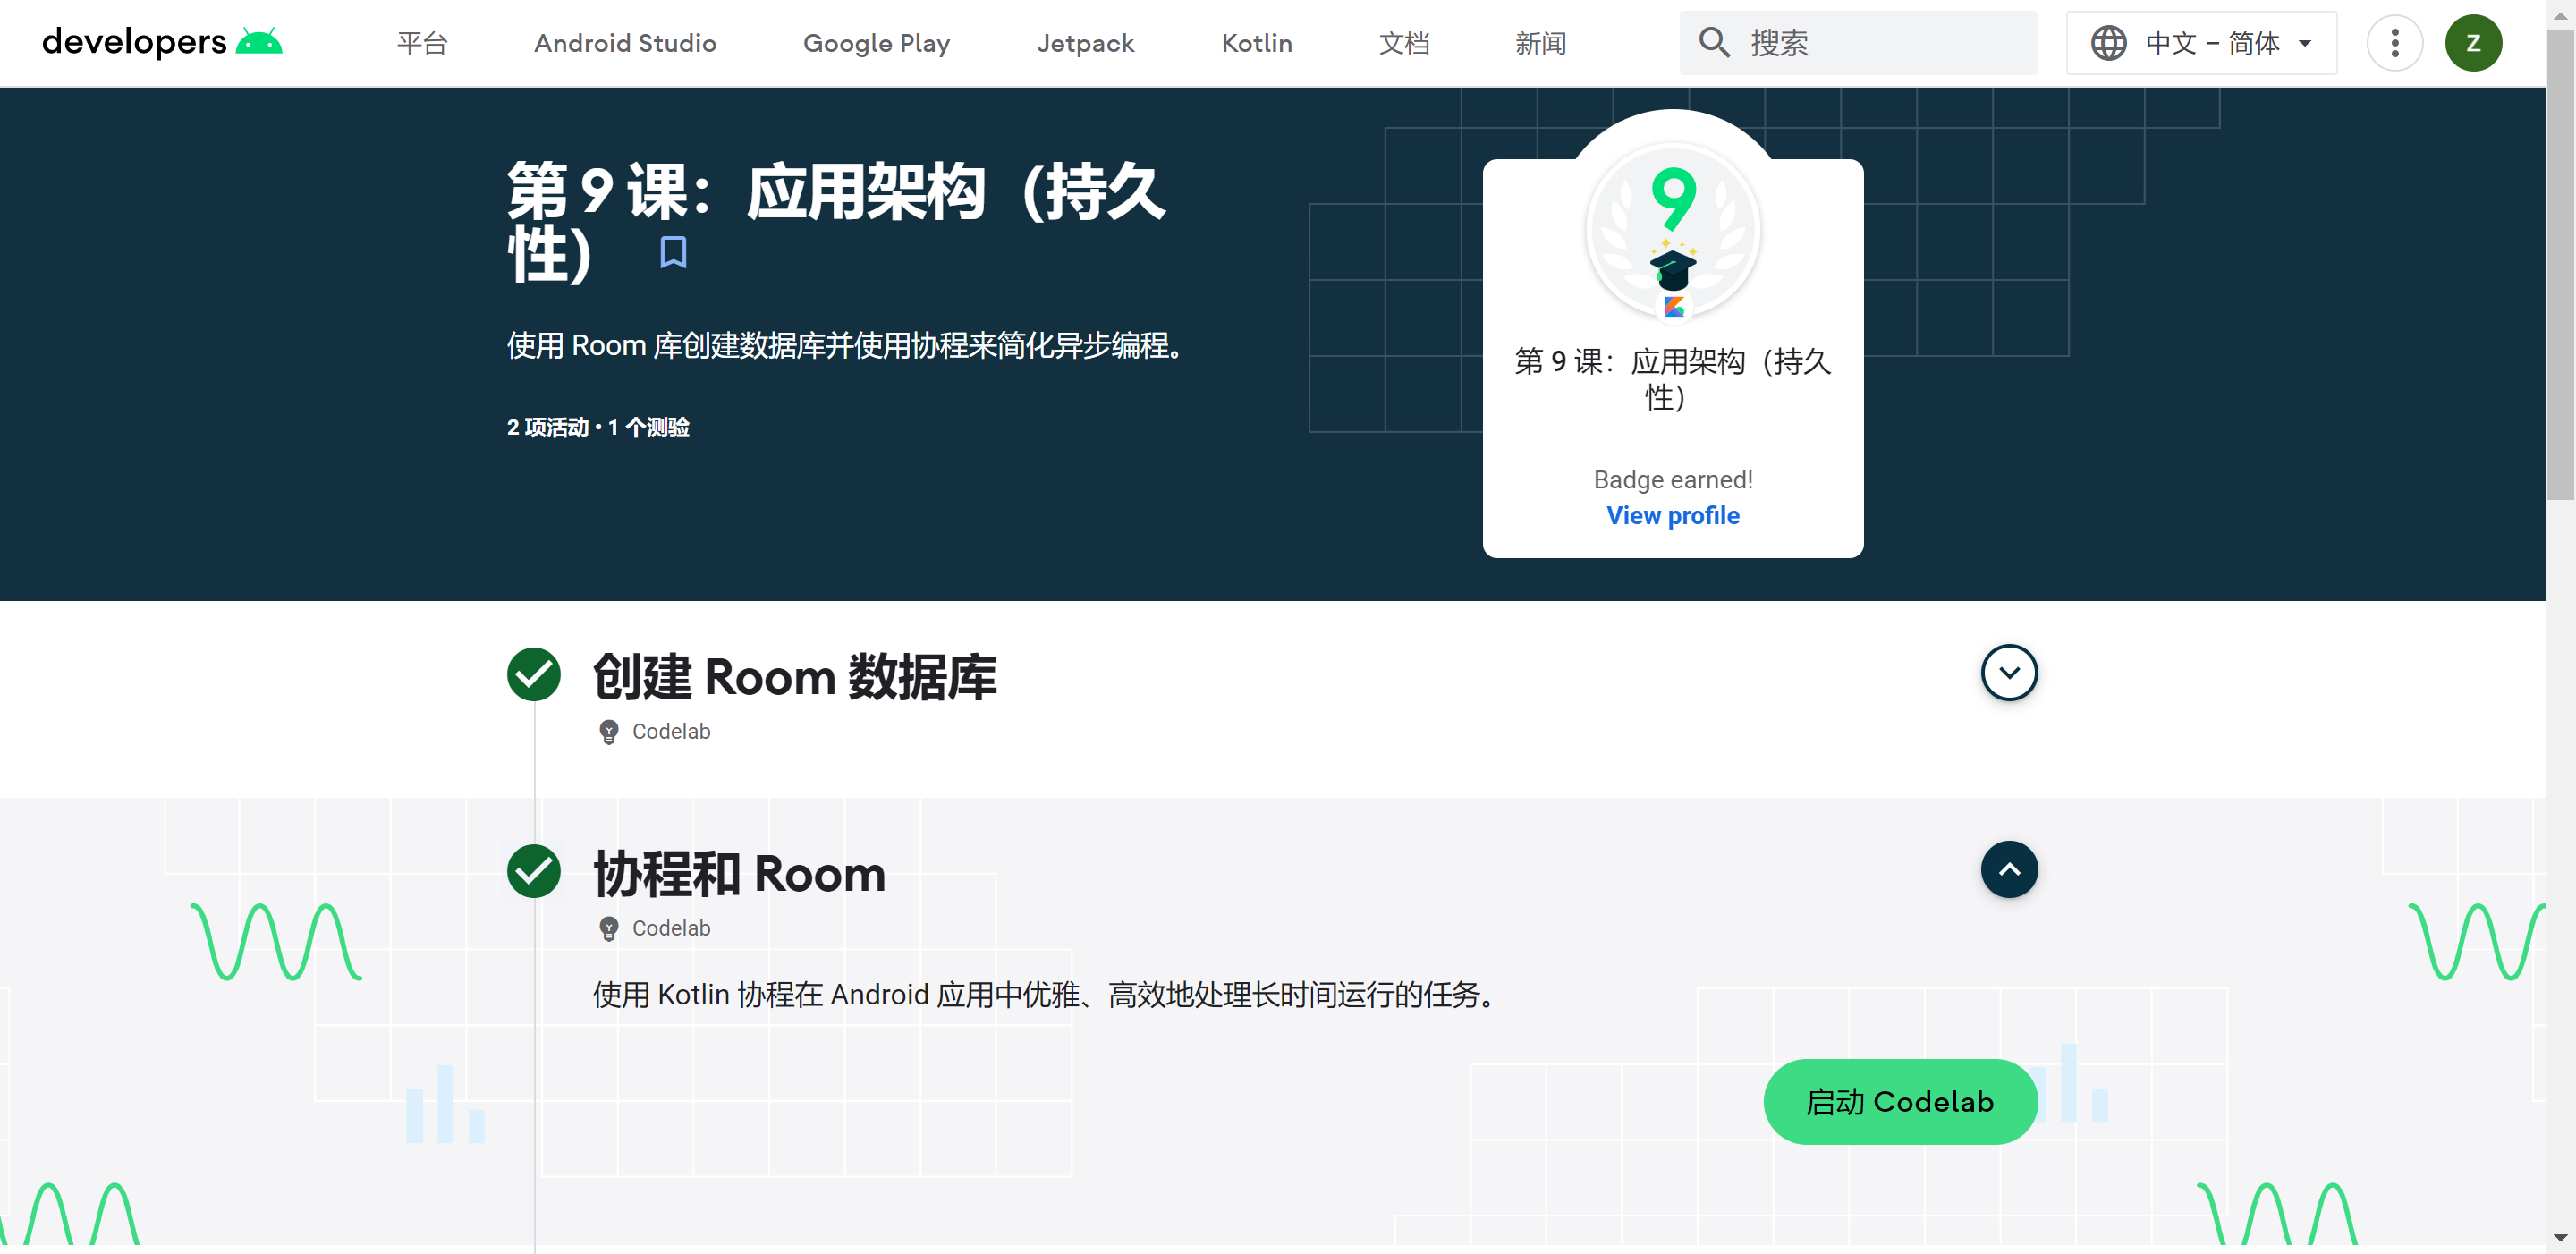 developers
平台
Android Studio
Google Play
Jetpack
Kotlin
文档
新闻
搜索
中文 – 简体
Z
第 9 课：应用架构（持久
性）
使用 Room 库创建数据库并使用协程来简化异步编程。
2 项活动 • 1 个测验
9
第 9 课：应用架构（持久
性）
Badge earned!
View profile
创建 Room 数据库
Codelab
协程和 Room
Codelab
使用 Kotlin 协程在 Android 应用中优雅、高效地处理长时间运行的任务。
启动 Codelab